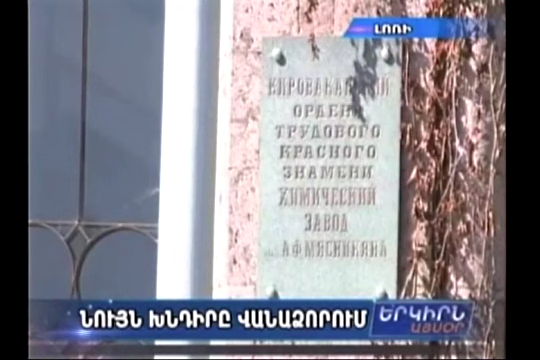 ԼՈՌԻ
КИРОВАКАНСКИЙ
ОРДЕНА
ТРУДОВОГО
КРАСНОГО
ЗНАМЕНИ
ХИМИЧЕСКИЙ
ЗАВОД
А.Ф.МЯСНИКЯНА
ՆՈՒՅՆ ԽՆԴԻՐԸ ՎԱՆԱՁՈՐՈՒՄ
ԵՐԿԻՐՆ
ԱՅՍՕՐ